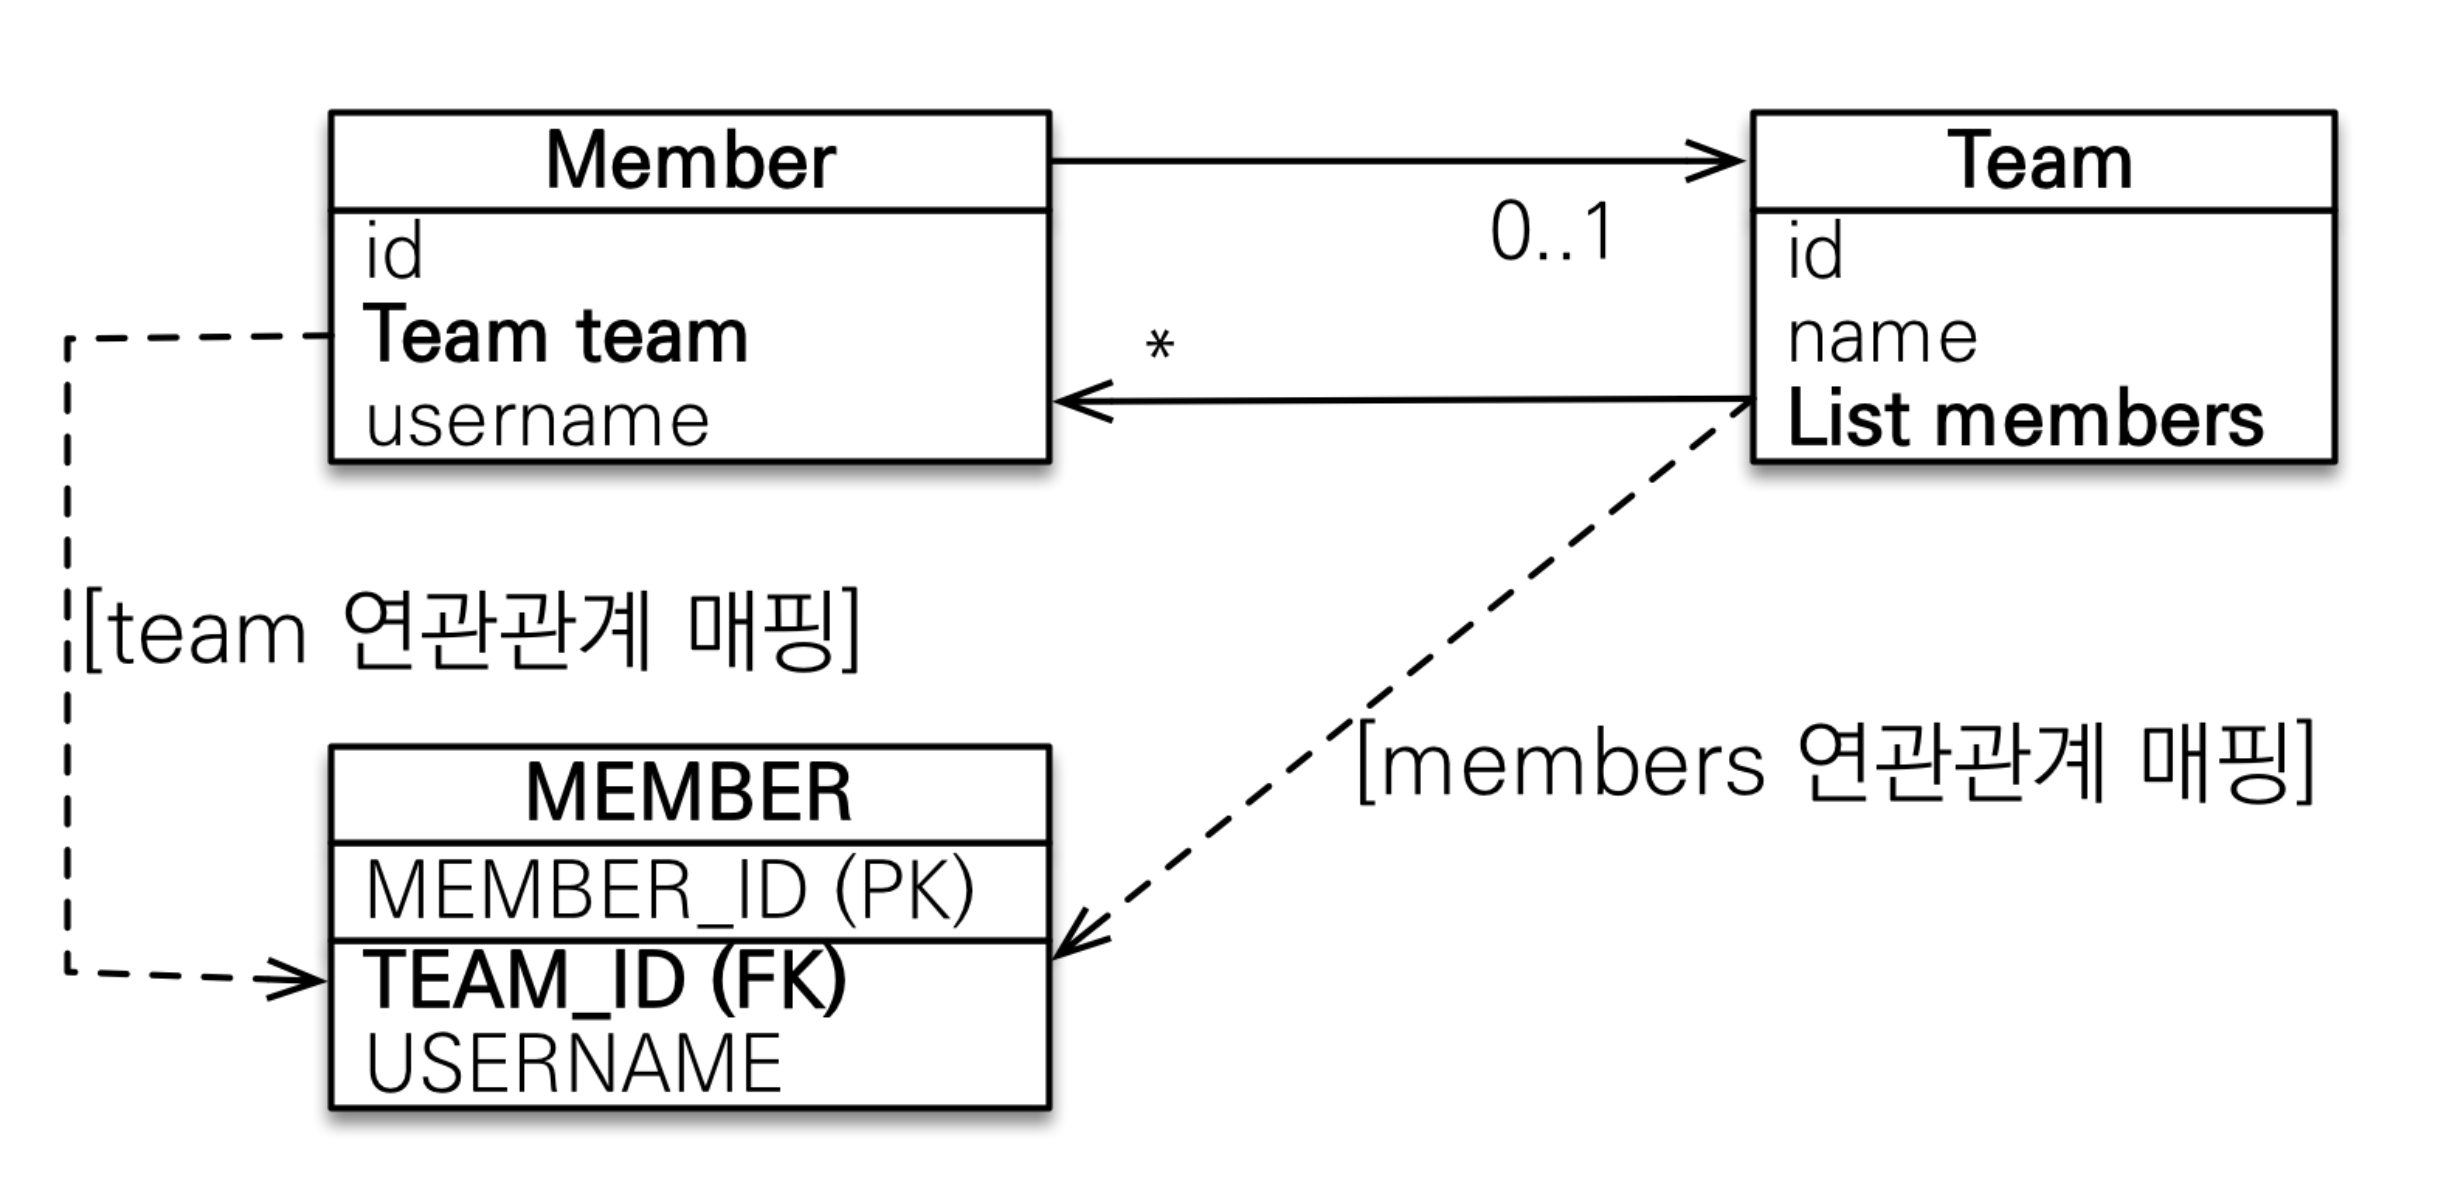 Member
id
Team team
username
0..1
*
Team
id
name
List members
[team 연관관계 매핑]
[members 연관관계 매핑]
MEMBER
MEMBER_ID (PK)
TEAM_ID (FK)
USERNAME